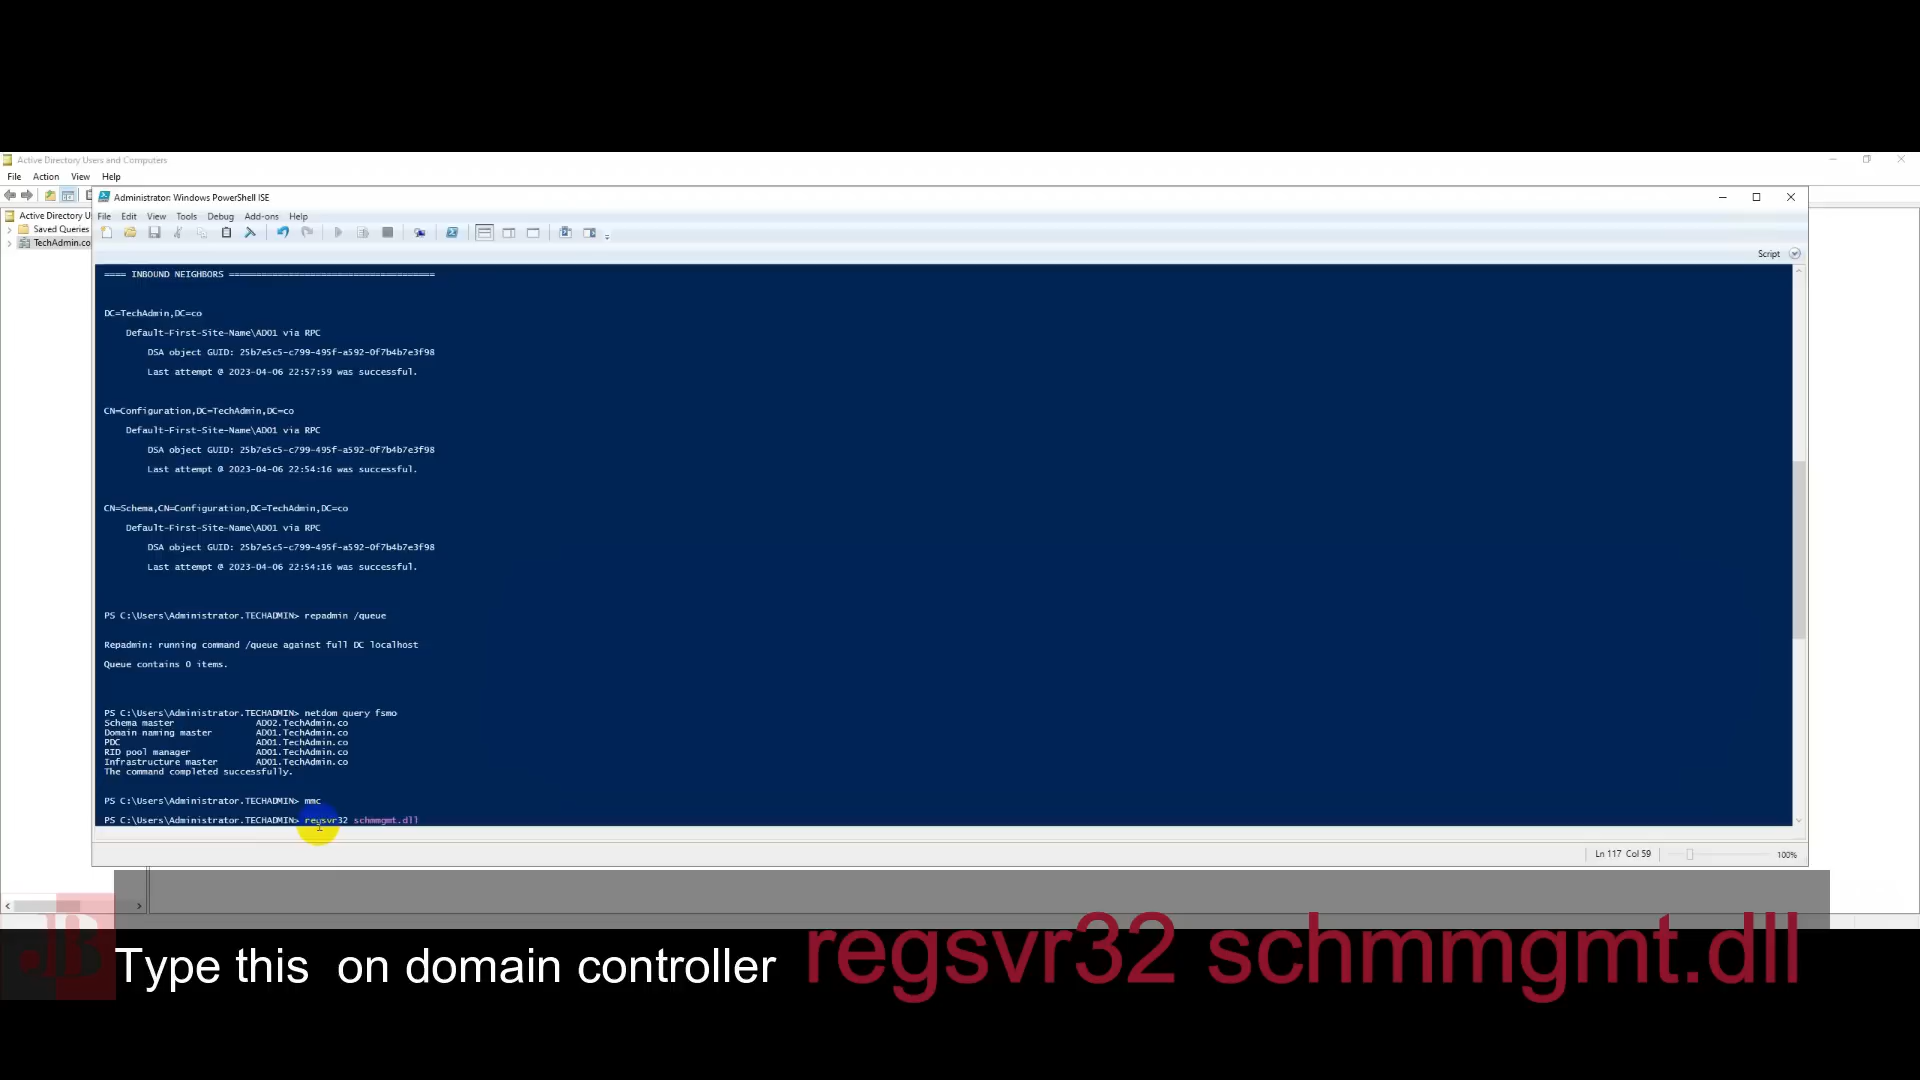 Active Directory Users and Computers
File Action View Help
Administrator: Windows PowerShell ISE
Active Directory U
Saved Queries
TechAdmin.co
File Edit View Tools Debug Add-ons Help
Script
==== INBOUND NEIGHBORS ======================================
DC=TechAdmin,DC=co
Default-First-Site-Name\AD01 via RPC
DSA object GUID: 25b7e5c5-c799-495f-a592-0f7b4b7e3f98
Last attempt @ 2023-04-06 22:57:59 was successful.
CN=Configuration,DC=TechAdmin,DC=co
Default-First-Site-Name\AD01 via RPC
DSA object GUID: 25b7e5c5-c799-495f-a592-0f7b4b7e3f98
Last attempt @ 2023-04-06 22:54:16 was successful.
CN=Schema,CN=Configuration,DC=TechAdmin,DC=co
Default-First-Site-Name\AD01 via RPC
DSA object GUID: 25b7e5c5-c799-495f-a592-0f7b4b7e3f98
Last attempt @ 2023-04-06 22:54:16 was successful.
PS C:\Users\Administrator.TECHADMIN> repadmin /queue
Repadmin: running command /queue against full DC localhost
Queue contains 0 items.
PS C:\Users\Administrator.TECHADMIN> netdom query fsmo
Schema master AD02.TechAdmin.co
Domain naming master AD01.TechAdmin.co
PDC AD01.TechAdmin.co
RID pool manager AD01.TechAdmin.co
Infrastructure master AD01.TechAdmin.co
The command completed successfully.
PS C:\Users\Administrator.TECHADMIN> mmc
PS C:\Users\Administrator.TECHADMIN> regsvr32 schmmgmt.dll
Ln 117 Col 59 100%
JB
Type this on domain controller regsvr32 schmmgmt.dll